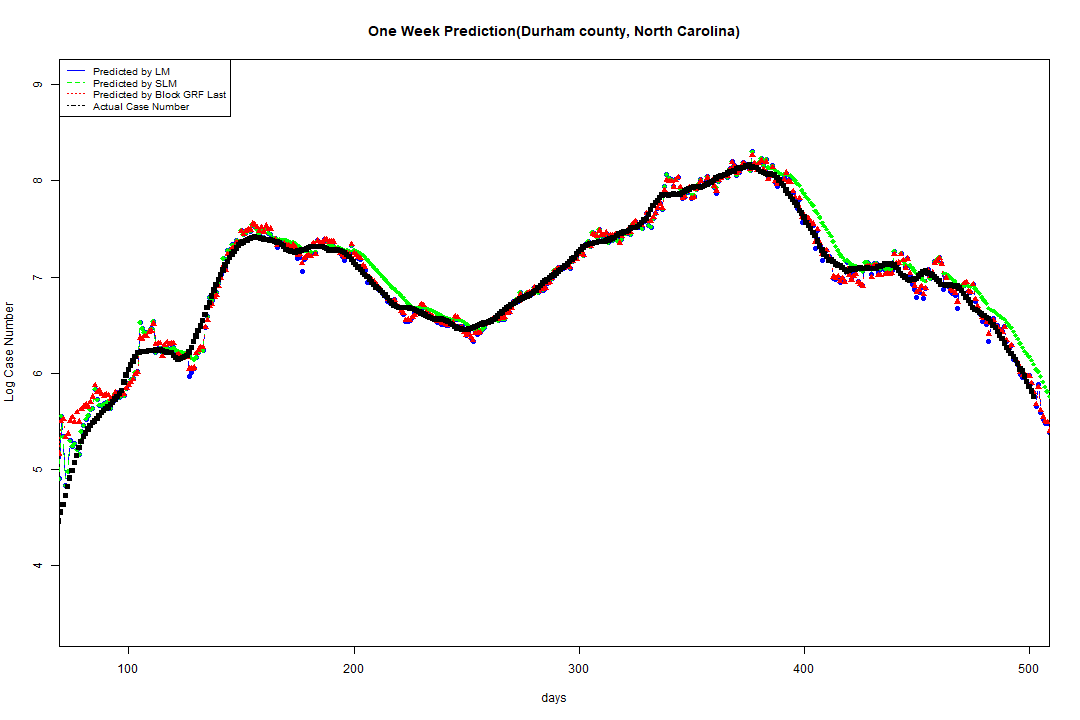 One Week Prediction(Durham county, North Carolina)
Predicted by LM
Predicted by SLM
Predicted by Block GRF Last
Actual Case Number
Log Case Number
9
8
7
6
5
4
100
200
300
400
500
days